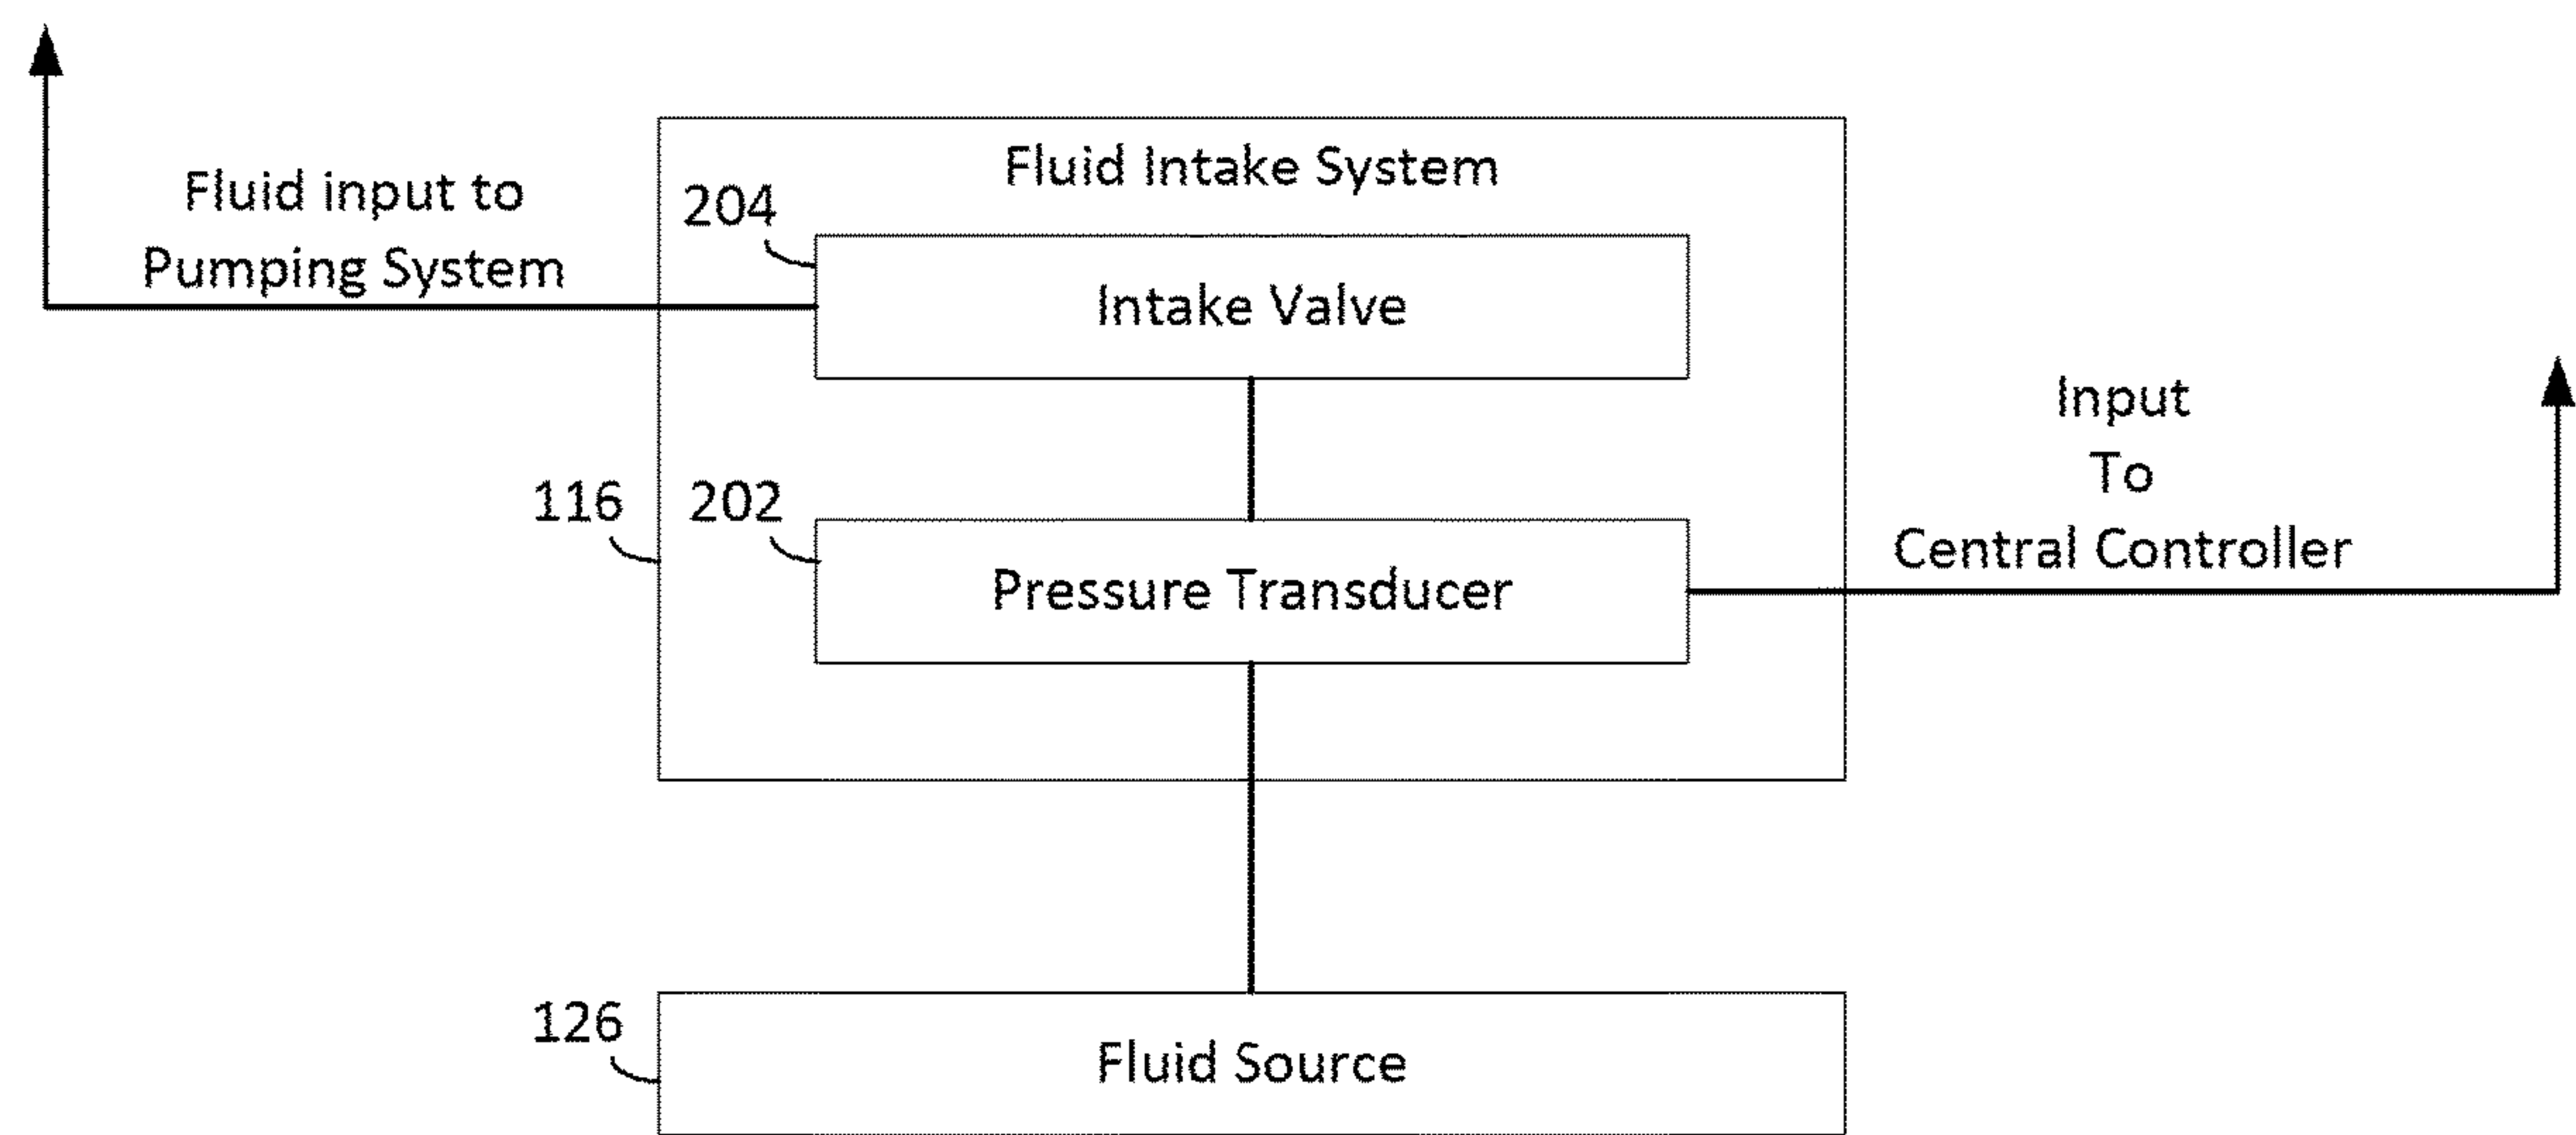 Fluid Intake System
204
Fluid input to
Pumping System
Intake Valve
Input
To
Central Controller
116
202
Pressure Transducer
126
Fluid Source